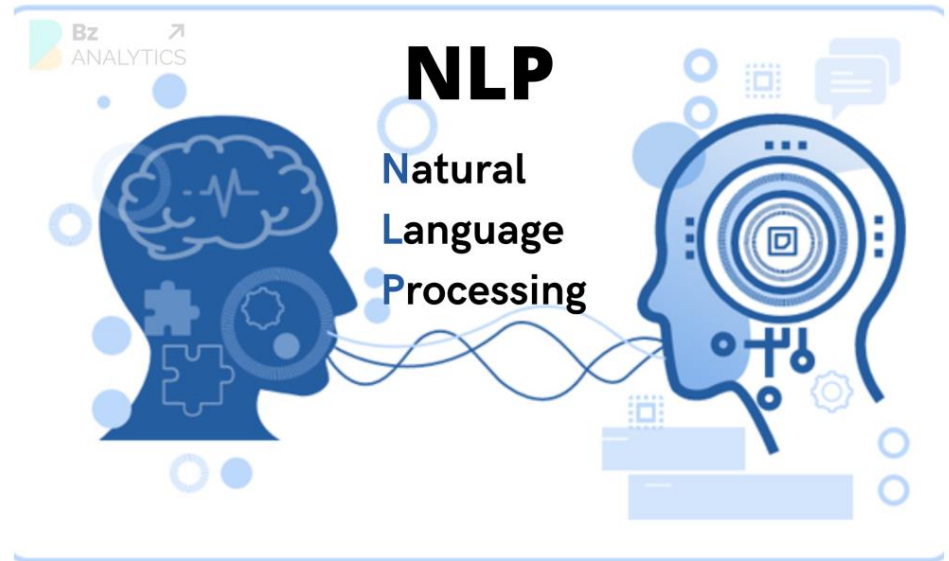 Bz
ANALYTICS
NLP
Natural
Language
Processing